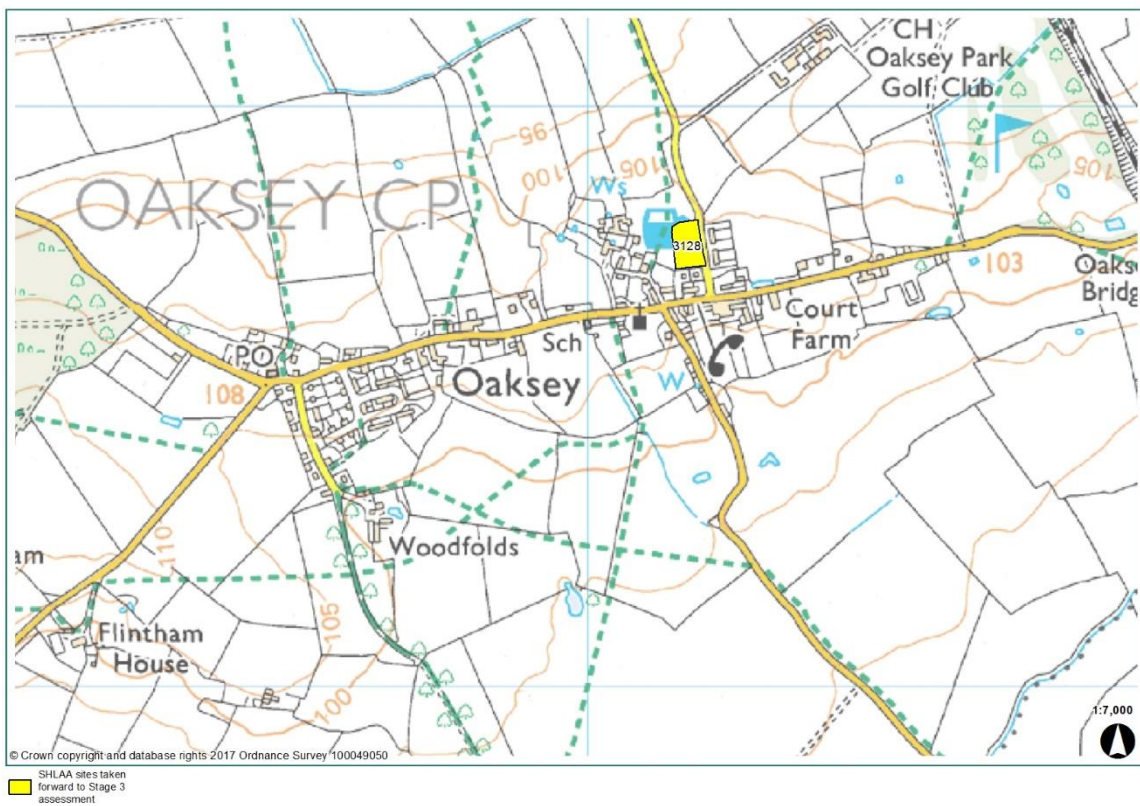 CH
Oaksey Park
Golf Club
95
100
105
105
105
OAKSEY CP
Ws
3128
103
Oaks
Bridg
Court
Farm
Sch
PO
Oaksey
108
W
110
Woodfolds
am
105
Flintham
House
100
1:7,000
© Crown copyright and database rights 2017 Ordnance Survey 100049050
SHLAA sites taken
forward to Stage 3
assessment